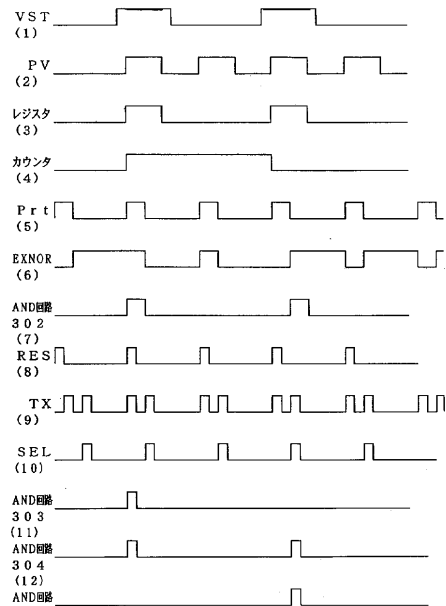 VST
(1)
PV
(2)
レジスタ
(3)
カウンタ
(4)
Prt
(5)
EXNOR
(6)
AND回路
302
(7)
RES
(8)
TX
(9)
SEL
(10)
AND回路
303
(11)
AND回路
304
(12)
AND回路